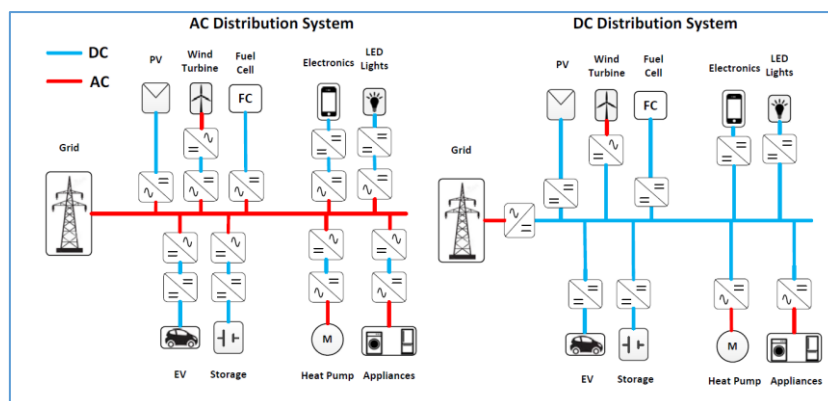 AC Distribution System
DC
AC
PV
Wind
Turbine
Fuel
Cell
Electronics
LED
Lights
FC
Grid
M
EV
Storage
Heat Pump
Appliances
DC Distribution System
PV
Wind
Turbine
Fuel
Cell
Electronics
LED
Lights
FC
Grid
M
EV
Storage
Heat Pump
Appliances